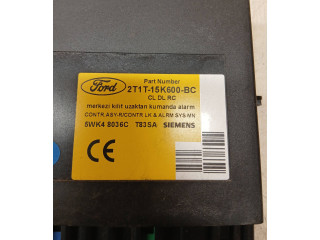 Ford
Part Number
2T1T-15K600-BC
CL DL RC
merkezi kilit uzaktan kumanda alarm
CONTR.ASY-R/CONTR LK & ALRM SYS-MN
5WK4 8036C T83SA SIEMENS
CE